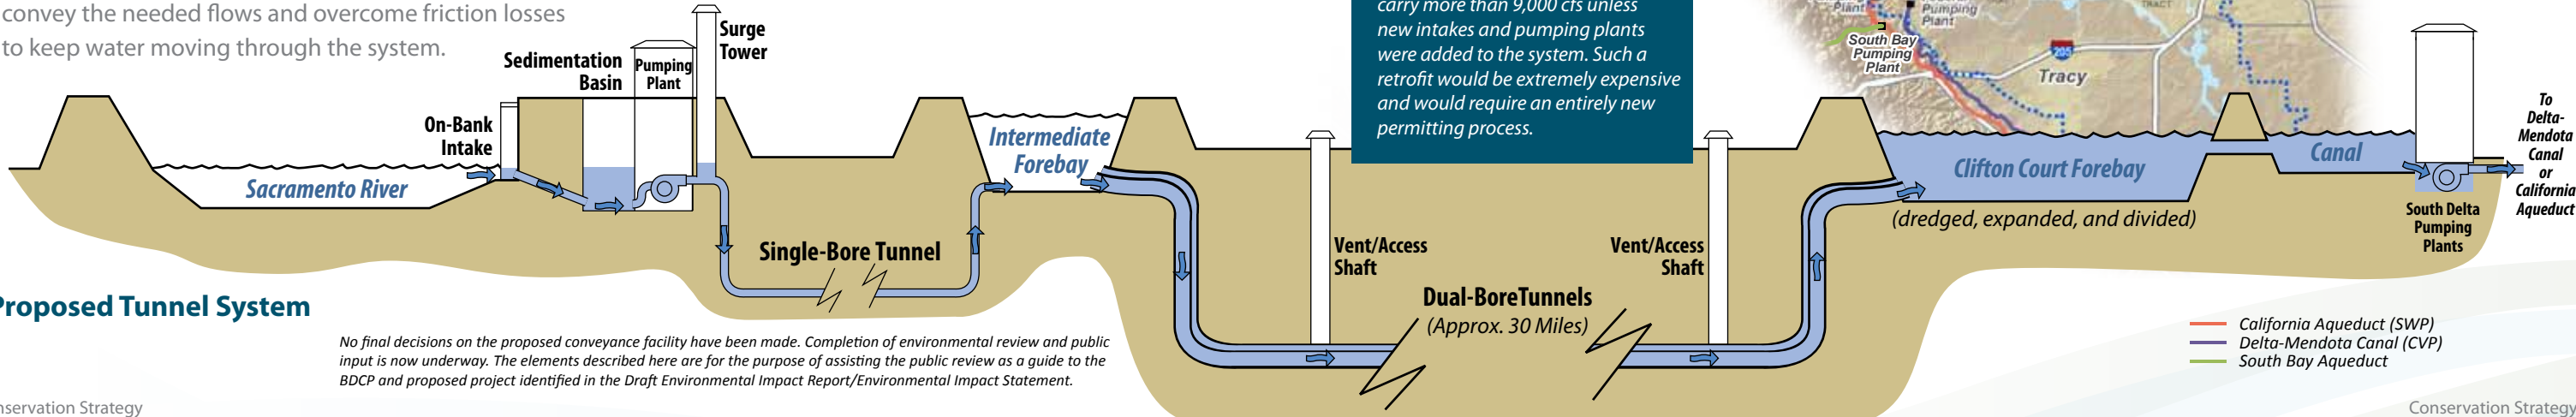 convey the needed flows and overcome friction losses
to keep water moving through the system.
Surge
Tower
Sedimentation
Basin
Pumping
Plant
On-Bank
Intake
Sacramento River
Single-Bore Tunnel
Intermediate
Forebay
carry more than 9,000 cfs unless
new intakes and pumping plants
were added to the system. Such a
retrofit would be extremely expensive
and would require an entirely new
permitting process.
Vent/Access
Shaft
Dual-BoreTunnels
(Approx. 30 Miles)
Vent/Access
Shaft
Plant
Pumping
Plant
South Bay
Pumping
Plant
205
Tracy
TRACT
Clifton Court Forebay
(dredged, expanded, and divided)
Canal
South Delta
Pumping
Plants
To
Delta-
Mendota
Canal
or
California
Aqueduct
Proposed Tunnel System
No final decisions on the proposed conveyance facility have been made. Completion of environmental review and public
input is now underway. The elements described here are for the purpose of assisting the public review as a guide to the
BDCP and proposed project identified in the Draft Environmental Impact Report/Environmental Impact Statement.
California Aqueduct (SWP)
Delta-Mendota Canal (CVP)
South Bay Aqueduct
nservation Strategy
Conservation Strategy